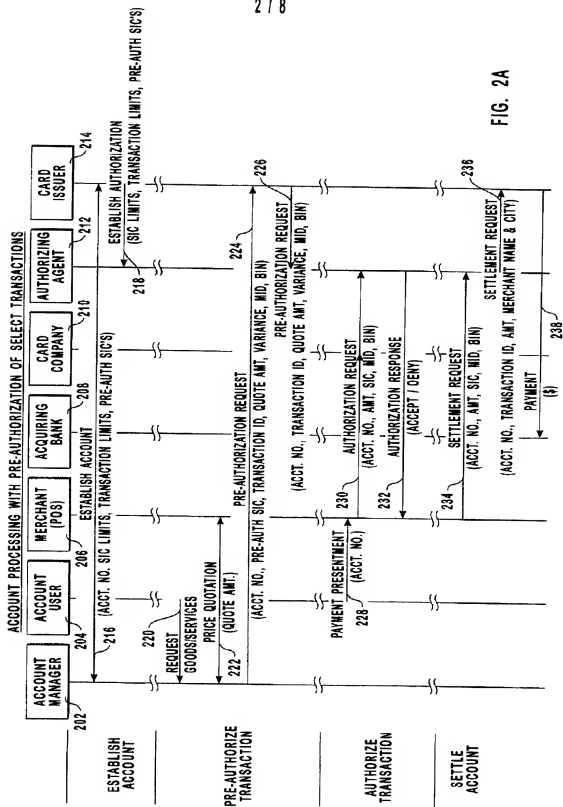 2 / 8
ACCOUNT PROCESSING WITH PRE-AUTHORIZATION OF SELECT TRANSACTIONS
ACCOUNT
MANAGER
202
ACCOUNT
USER
204
MERCHANT
(POS)
206
ACQUIRING
BANK
208
CARD
COMPANY
210
AUTHORIZING
AGENT
212
CARD
ISSUER
214
ESTABLISH
ACCOUNT
ESTABLISH ACCOUNT
216
(ACCT. NO. SIC LIMITS, TRANSACTION LIMITS, PRE-AUTH SIC'S)
ESTABLISH AUTHORIZATION
(SIC LIMITS, TRANSACTION LIMITS, PRE-AUTH SIC'S)
218
PRE-AUTHORIZE
TRANSACTION
220
REQUEST
GOODS/SERVICES
PRICE QUOTATION
(QUOTE AMT.)
222
PRE-AUTHORIZATION REQUEST
224
(ACCT. NO., PRE-AUTH SIC, TRANSACTION ID, QUOTE AMT, VARIANCE, MID, BIN)
226
PRE-AUTHORIZATION REQUEST
(ACCT. NO., TRANSACTION ID, QUOTE AMT, VARIANCE, MID, BIN)
AUTHORIZE
TRANSACTION
PAYMENT PRESENTMENT
(ACCT. NO.)
228
AUTHORIZATION REQUEST
230
(ACCT. NO., AMT, SIC, MID, BIN)
AUTHORIZATION RESPONSE
232
(ACCEPT / DENY)
SETTLE
ACCOUNT
SETTLEMENT REQUEST
234
(ACCT. NO., AMT, SIC, MID, BIN)
SETTLEMENT REQUEST
236
(ACCT. NO., TRANSACTION ID, AMT, MERCHANT NAME & CITY)
PAYMENT
($)
238
FIG. 2A